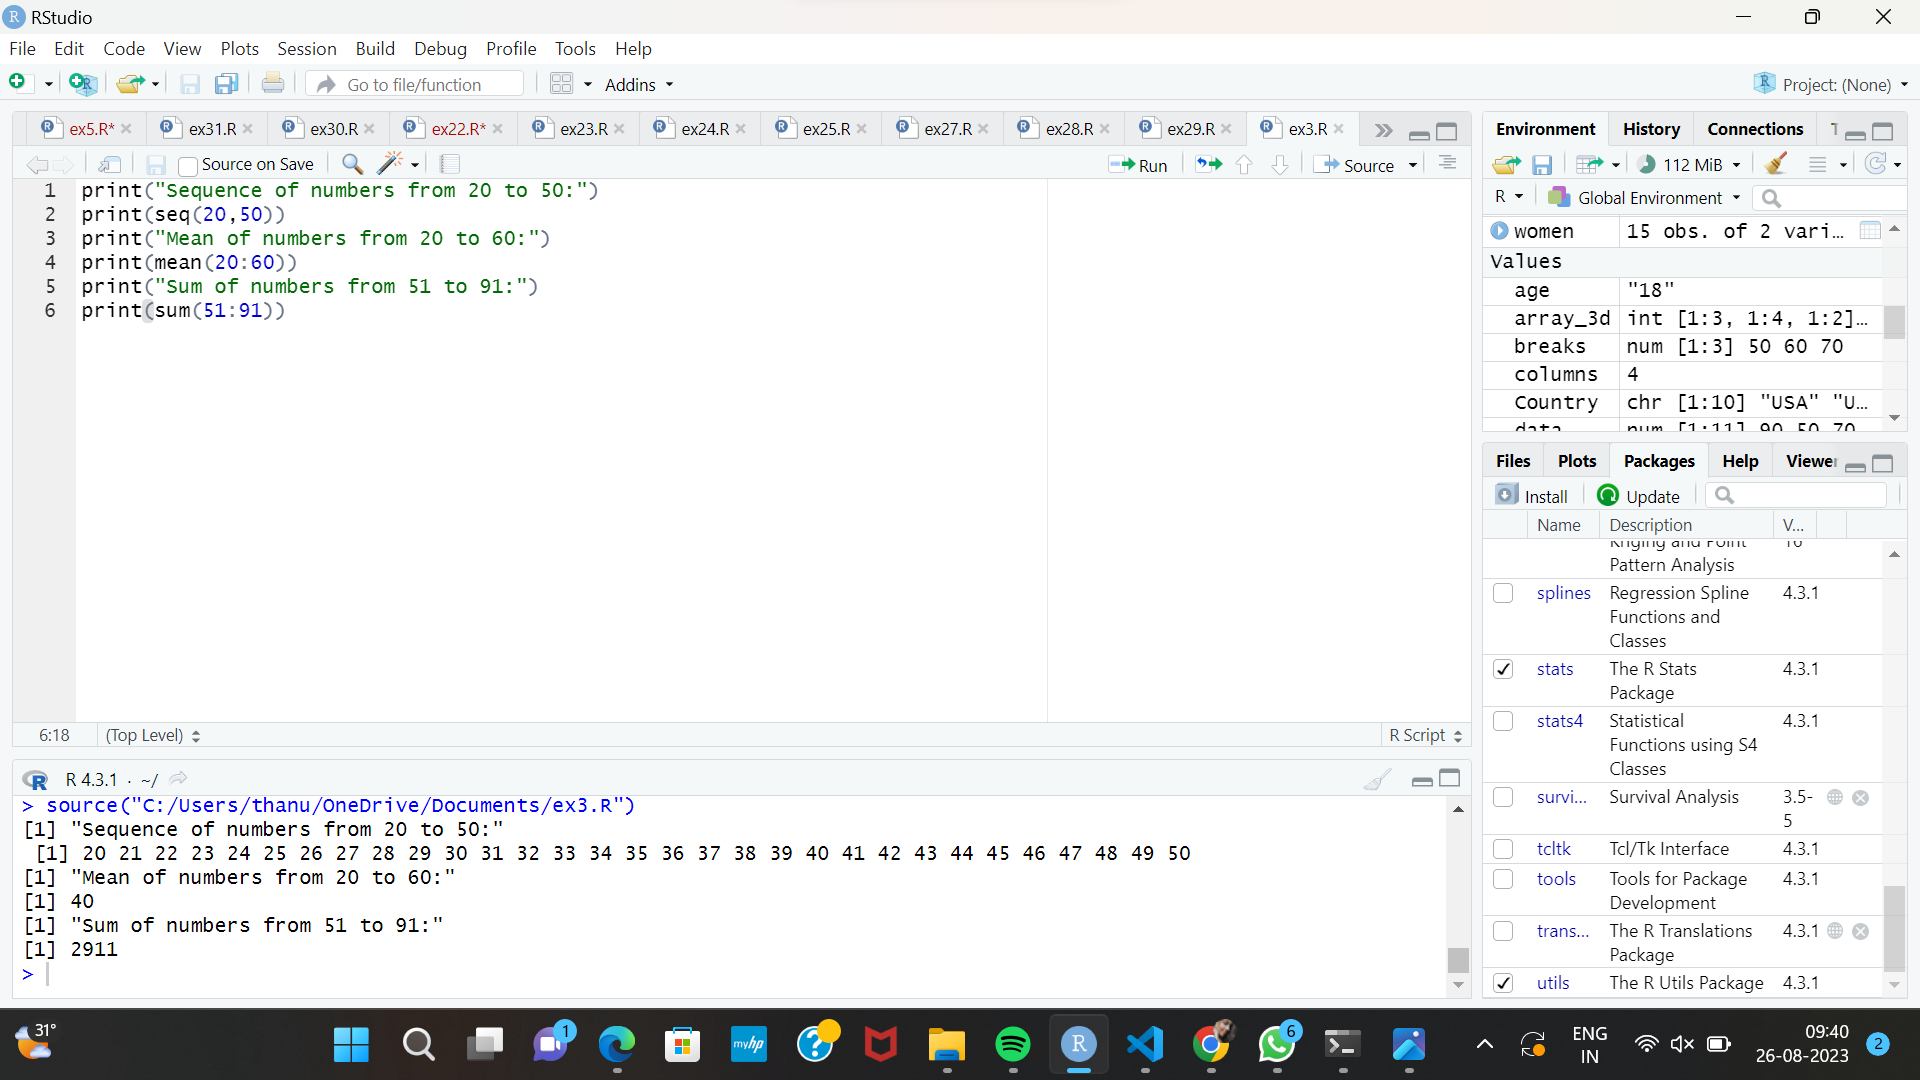 RStudio
File Edit Code View Plots Session Build Debug Profile Tools Help
Go to file/function Addins Project: (None)
ex5.R* ex31.R ex30.R ex22.R* ex23.R ex24.R ex25.R ex27.R ex28.R ex29.R ex3.R
Source on Save Run Source
1 print("Sequence of numbers from 20 to 50:")
2 print(seq(20,50))
3 print("Mean of numbers from 20 to 60:")
4 print(mean(20:60))
5 print("Sum of numbers from 51 to 91:")
6 print(sum(51:91))
6:18 (Top Level) R Script
R 4.3.1 · ~/
> source("C:/Users/thanu/OneDrive/Documents/ex3.R")
[1] "Sequence of numbers from 20 to 50:"
[1] 20 21 22 23 24 25 26 27 28 29 30 31 32 33 34 35 36 37 38 39 40 41 42 43 44 45 46 47 48 49 50
[1] "Mean of numbers from 20 to 60:"
[1] 40
[1] "Sum of numbers from 51 to 91:"
[1] 2911
>
Environment History Connections T
112 MiB
R Global Environment
women 15 obs. of 2 vari…
Values
age "18"
array_3d int [1:3, 1:4, 1:2]…
breaks num [1:3] 50 60 70
columns 4
Country chr [1:10] "USA" "U…
data num [1:11] 90 50 70
Files Plots Packages Help Viewer
Install Update
Name Description V...
Kriging and Point 16
Pattern Analysis
splines Regression Spline 4.3.1
Functions and
Classes
stats The R Stats 4.3.1
Package
stats4 Statistical 4.3.1
Functions using S4
Classes
survi... Survival Analysis 3.5-
5
tcltk Tcl/Tk Interface 4.3.1
tools Tools for Package 4.3.1
Development
trans... The R Translations 4.3.1
Package
utils The R Utils Package 4.3.1
31°
1
myhp
6
ENG
IN
09:40
26-08-2023
2